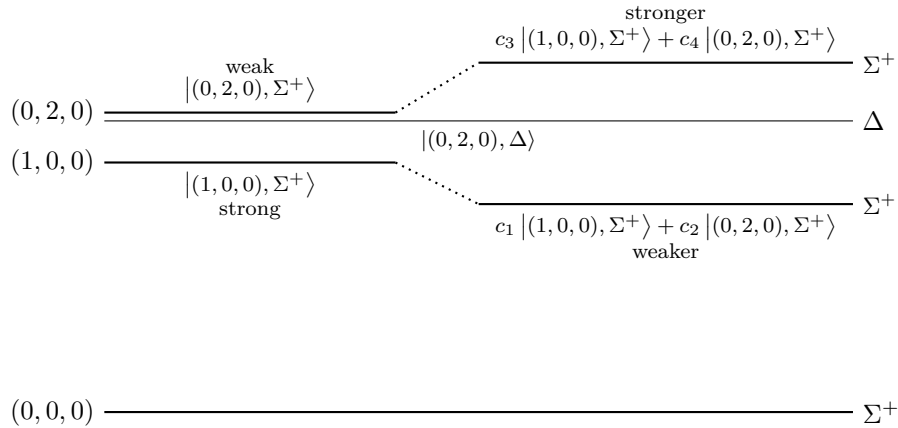 stronger
c₃ |(1, 0, 0), Σ⁺⟩ + c₄ |(0, 2, 0), Σ⁺⟩
Σ⁺
weak
|(0, 2, 0), Σ⁺⟩
(0, 2, 0)
Δ
|(0, 2, 0), Δ⟩
(1, 0, 0)
|(1, 0, 0), Σ⁺⟩
strong
Σ⁺
c₁ |(1, 0, 0), Σ⁺⟩ + c₂ |(0, 2, 0), Σ⁺⟩
weaker
(0, 0, 0)
Σ⁺